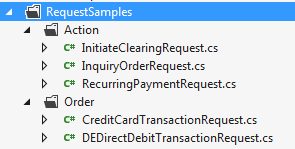 RequestSamples
Action
C# InitiateClearingRequest.cs
C# InquiryOrderRequest.cs
C# RecurringPaymentRequest.cs
Order
C# CreditCardTransactionRequest.cs
C# DEDirectDebitTransactionRequest.cs